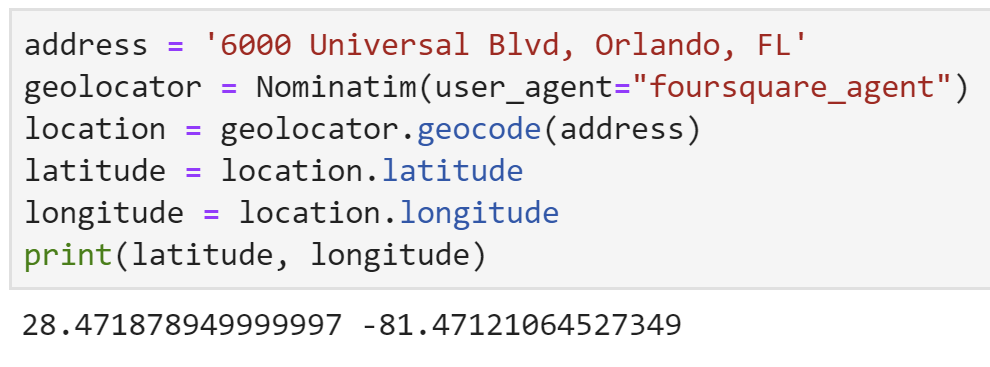 address = '6000 Universal Blvd, Orlando, FL'
geolocator = Nominatim(user_agent="foursquare_agent")
location = geolocator.geocode(address)
latitude = location.latitude
longitude = location.longitude
print(latitude, longitude)
28.471878949999997 -81.47121064527349